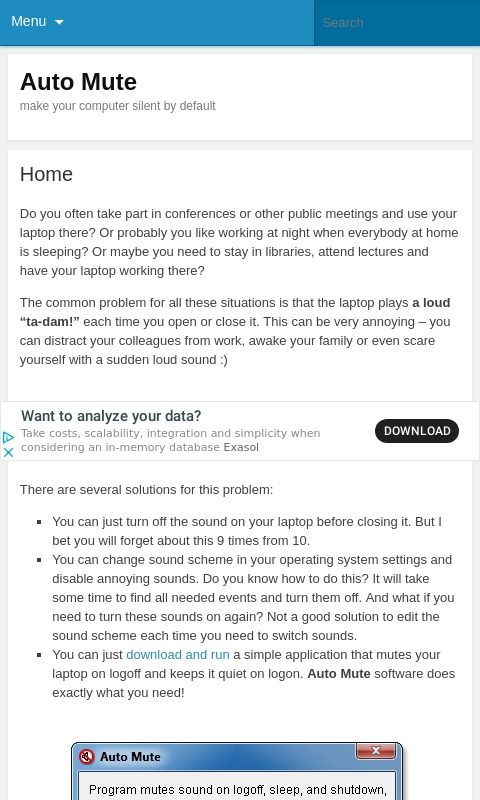 Menu
Search
Auto Mute
make your computer silent by default
Home
Do you often take part in conferences or other public meetings and use your
laptop there? Or probably you like working at night when everybody at home
is sleeping? Or maybe you need to stay in libraries, attend lectures and
have your laptop working there?
The common problem for all these situations is that the laptop plays a loud
“ta-dam!” each time you open or close it. This can be very annoying – you
can distract your colleagues from work, awake your family or even scare
yourself with a sudden loud sound :)
Want to analyze your data?
Take costs, scalability, integration and simplicity when
considering an in-memory database Exasol
DOWNLOAD
There are several solutions for this problem:
You can just turn off the sound on your laptop before closing it. But I
bet you will forget about this 9 times from 10.
You can change sound scheme in your operating system settings and
disable annoying sounds. Do you know how to do this? It will take
some time to find all needed events and turn them off. And what if you
need to turn these sounds on again? Not a good solution to edit the
sound scheme each time you need to switch sounds.
You can just download and run a simple application that mutes your
laptop on logoff and keeps it quiet on logon. Auto Mute software does
exactly what you need!
Auto Mute
Program mutes sound on logoff, sleep, and shutdown,